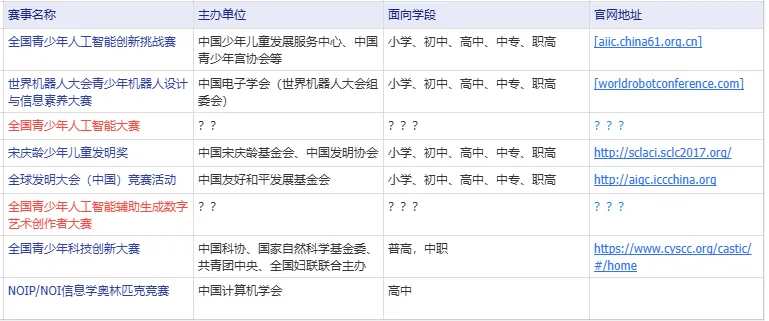 赛事名称 主办单位 面向学段 官网地址
全国青少年人工智能创新挑战赛 中国少年儿童发展服务中心、中国 小学、初中、高中、中专、职高 [aiic.china61.org.cn]
青少年宫协会等
世界机器人大会青少年机器人设计 中国电子学会（世界机器人大会组 小学、初中、高中、中专、职高 [worldrobotconference.com]
与信息素养大赛 委会）
全国青少年人工智能大赛 ？？ ？？？ ？？？
宋庆龄少年儿童发明奖 中国宋庆龄基金会、中国发明协会 小学、初中、高中、中专、职高 http://sclaci.sclc2017.org/
全球发明大会（中国）竞赛活动 中国友好和平发展基金会 小学、初中、高中、中专、职高 http://aigc.iccchina.org
全国青少年人工智能辅助生成数字 ？？ ？？？ ？？？
艺术创作者大赛
全国青少年科技创新大赛 中国科协、国家自然科学基金委、 普高，中职 https://www.cyscc.org/castic/
共青团中央、全国妇联联合主办 #/home
NOIP/NOI信息学奥林匹克竞赛 中国计算机学会 高中